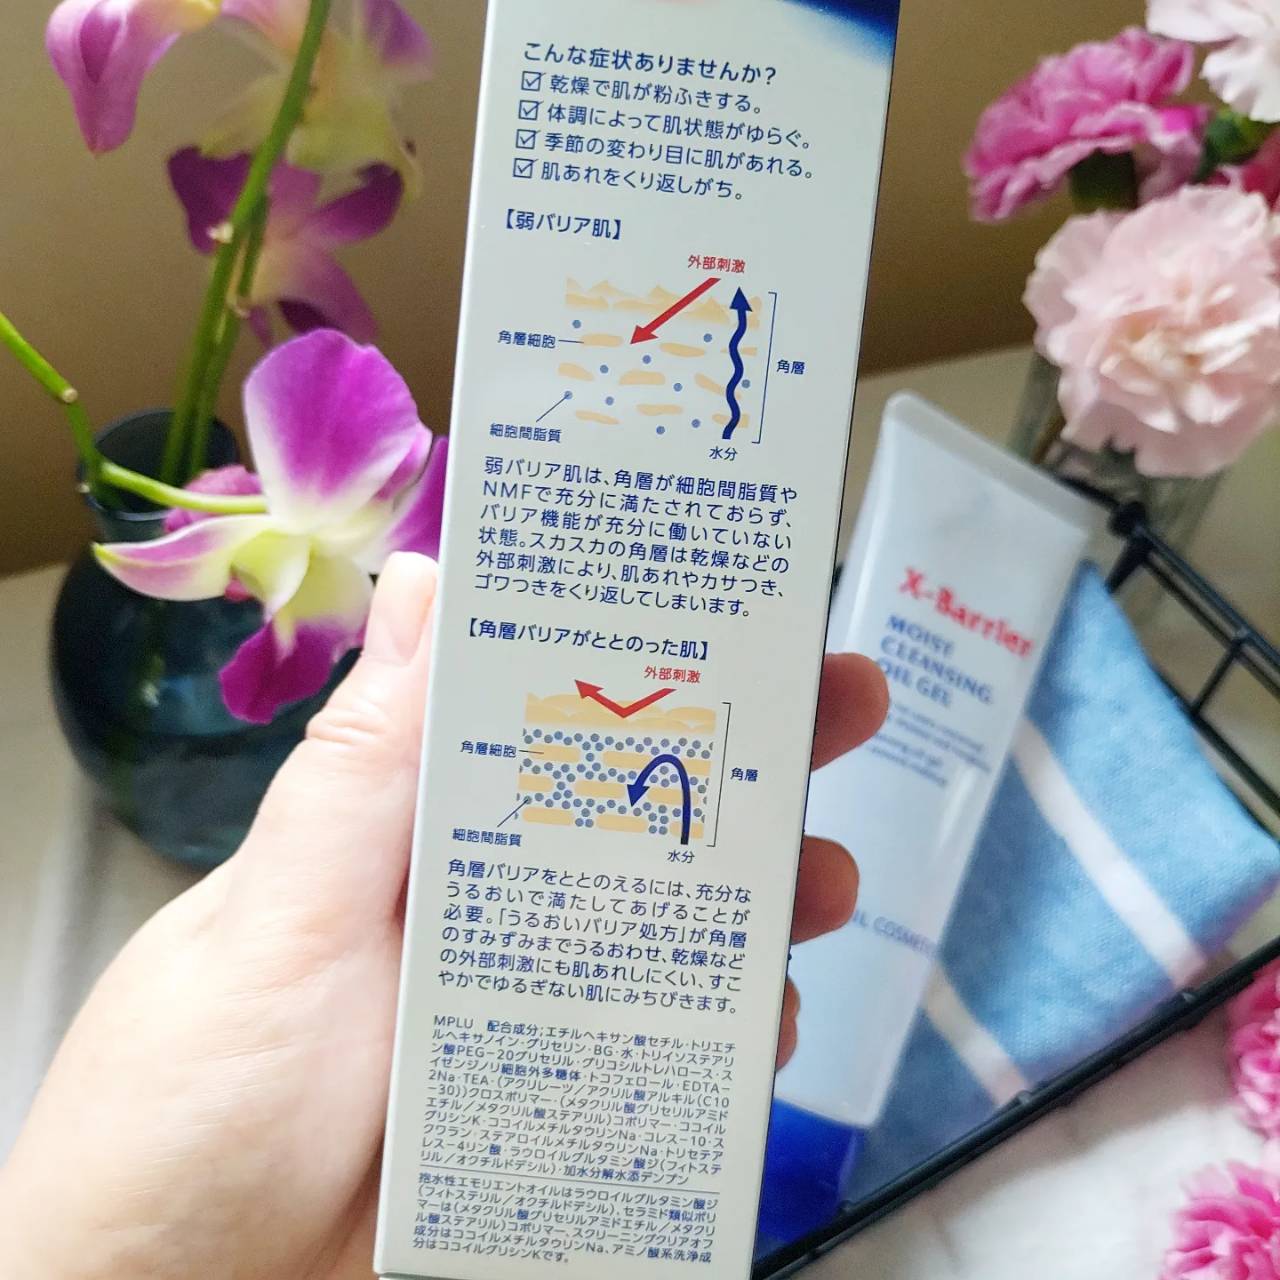 こんな症状ありませんか?
☑ 乾燥で肌が粉ふきする。
☑ 体調によって肌状態がゆらぐ。
☑ 季節の変わり目に肌があれる。
☑ 肌あれをくり返しがち。
【弱バリア肌】
外部刺激
角層細胞
角層
細胞間脂質
水分
弱バリア肌は、角層が細胞間脂質や
NMFで充分に満たされておらず、
バリア機能が充分に働いていない
状態。スカスカの角層は乾燥などの
外部刺激により、肌あれやカサつき、
ゴワつきをくり返してしまいます。
【角層バリアがととのった肌】
外部刺激
角層細胞
角層
細胞間脂質
水分
角層バリアをととのえるには、充分な
うるおいで満たしてあげることが
必要。「うるおいバリア処方」が角層
のすみずみまでうるおわせ、乾燥など
の外部刺激にも肌あれしにくい、すこ
やかでゆるぎない肌にみちびきます。
MPLU 配合成分;エチルヘキサン酸セチル・トリエチ
ルヘキサノイン・グリセリン・BG・水・トリイソステアリ
ン酸PEG-20グリセリル・グリコシルトレハロース・ス
イゼンジノリ細胞外多糖体・トコフェロール・EDTA-
2Na・TEA・(アクリレーツ/アクリル酸アルキル(C10
-30))クロスポリマー・(メタクリル酸グリセリルアミド
エチル/メタクリル酸ステアリル)コポリマー・ココイル
グリシンK・ココイルメチルタウリンNa・コレス-10・ス
クワラン・ステアロイルメチルタウリンNa・トリセテア
レス-4リン酸・ラウロイルグルタミン酸ジ(フィトステ
リル/オクチルドデシル)・加水分解水添デンプン
抱水性エモリエントオイルはラウロイルグルタミン酸ジ
(フィトステリル/オクチルドデシル)、セラミド類似ポリ
マーは(メタクリル酸グリセリルアミドエチル/メタクリ
ル酸ステアリル)コポリマー、スクリーニングクリアオフ
成分はココイルメチルタウリンNa、アミノ酸系洗浄成
分はココイルグリシンKです。
X-Barrier
MOIST
CLEANSING
OIL GEL